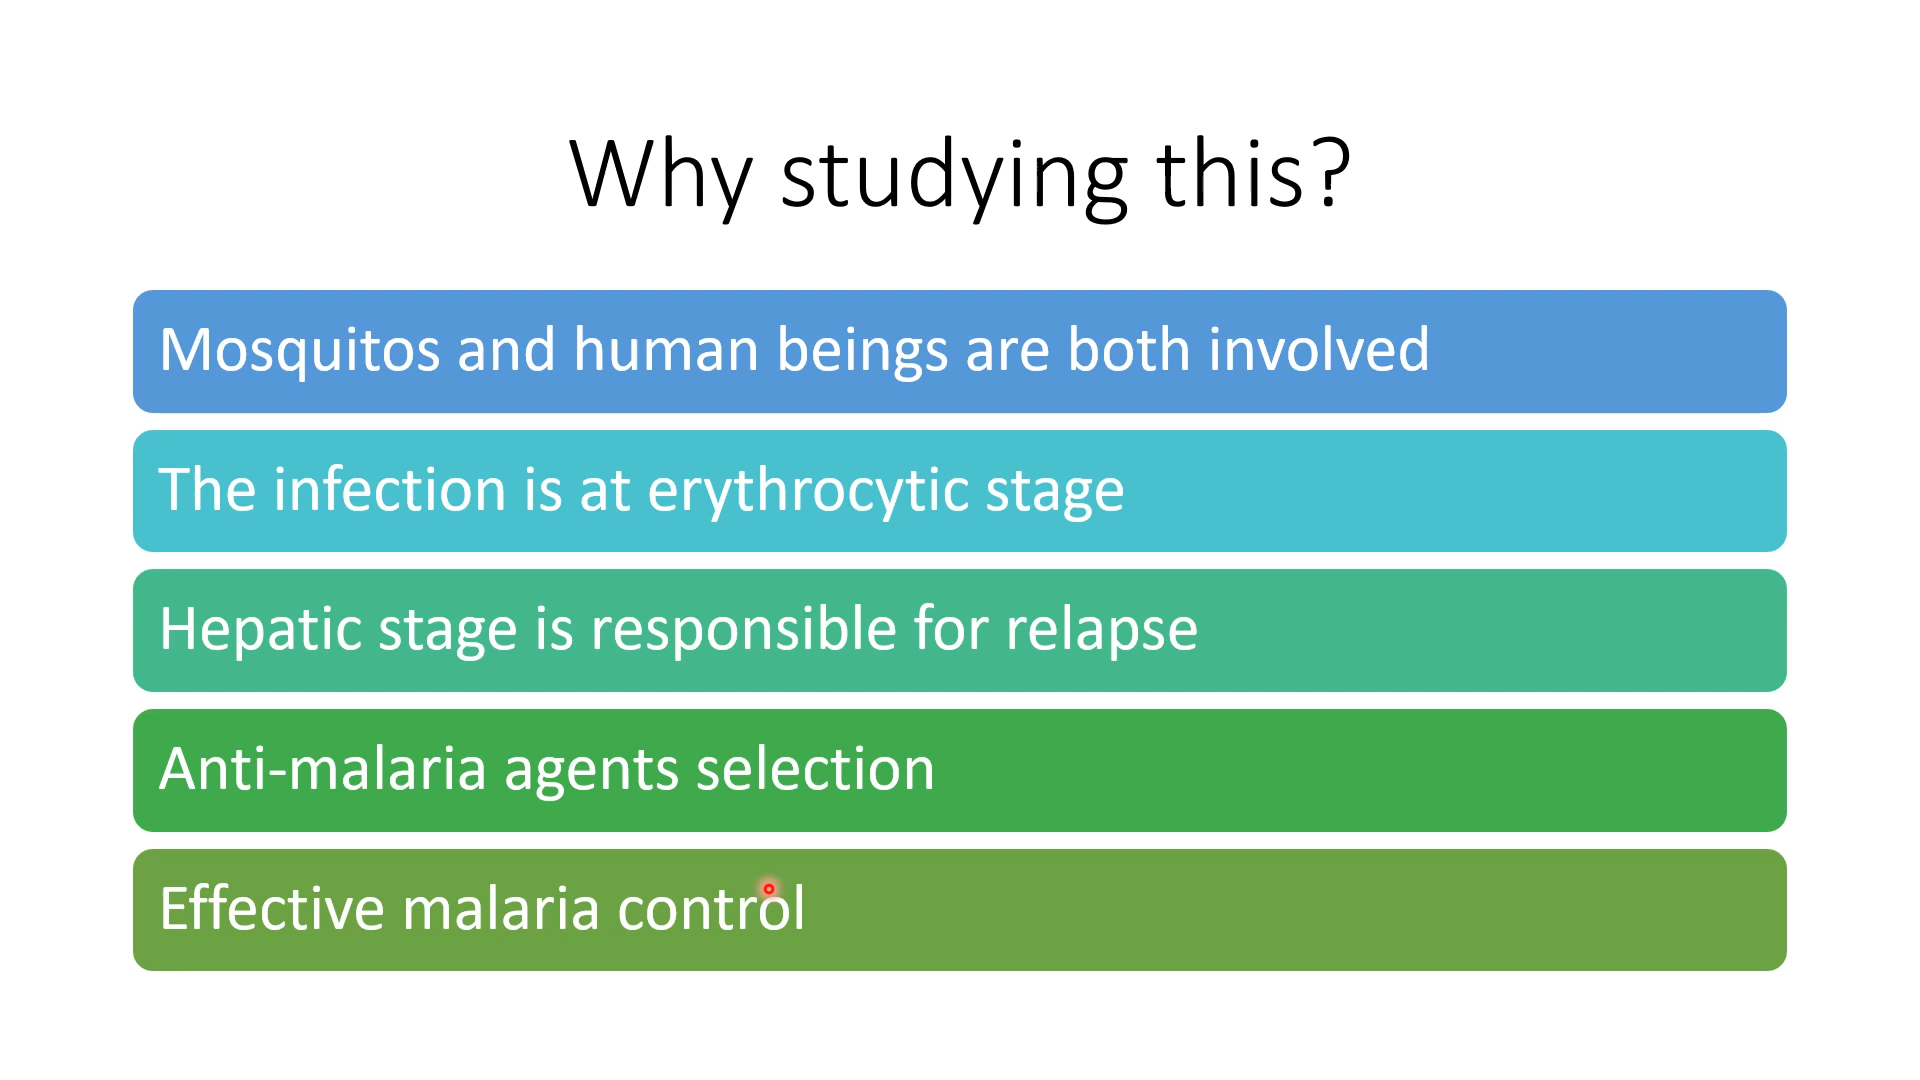 Why studying this?
Mosquitos and human beings are both involved
The infection is at erythrocytic stage
Hepatic stage is responsible for relapse
Anti-malaria agents selection
Effective malaria control